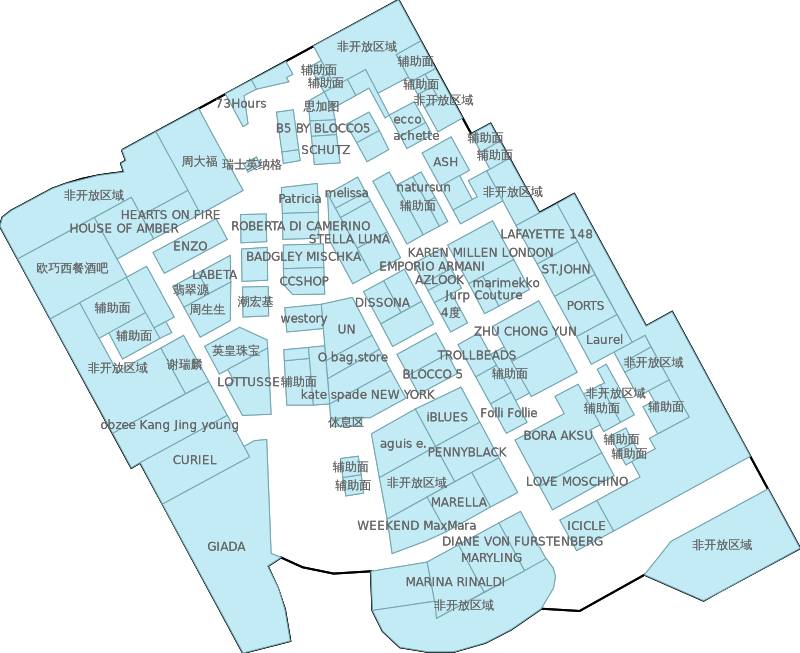 非开放区域
辅助面
辅助面
辅助面
辅助面
非开放区域
73Hours
思加图
ecco
achette
B5 BY BLOCCO5
SCHUTZ
辅助面
辅助面
周大福
瑞士英纳格
ASH
非开放区域
Patricia
melissa
natursun
辅助面
非开放区域
HEARTS ON FIRE
HOUSE OF AMBER
ROBERTA DI CAMERINO
STELLA LUNA
LAFAYETTE 148
ENZO
BADGLEY MISCHKA
KAREN MILLEN LONDON
EMPORIO ARMANI
ST.JOHN
欧巧西餐酒吧
LABETA
CCSHOP
AZLOOK
marimekko
翡翠源
Jurp Couture
潮宏基
DISSONA
周生生
4度
PORTS
辅助面
westory
UN
ZHU CHONG YUN
辅助面
Laurel
英皇珠宝
O bag.store
TROLLBEADS
谢瑞麟
非开放区域
非开放区域
LOTTUSSE
辅助面
BLOCCO 5
辅助面
kate spade NEW YORK
非开放区域
辅助面
辅助面
Folli Follie
iBLUES
休息区
obzee Kang Jing young
BORA AKSU
辅助面
aguis e.
PENNYBLACK
辅助面
CURIEL
辅助面
辅助面
非开放区域
LOVE MOSCHINO
MARELLA
WEEKEND MaxMara
ICICLE
DIANE VON FURSTENBERG
GIADA
MARYLING
非开放区域
MARINA RINALDI
非开放区域